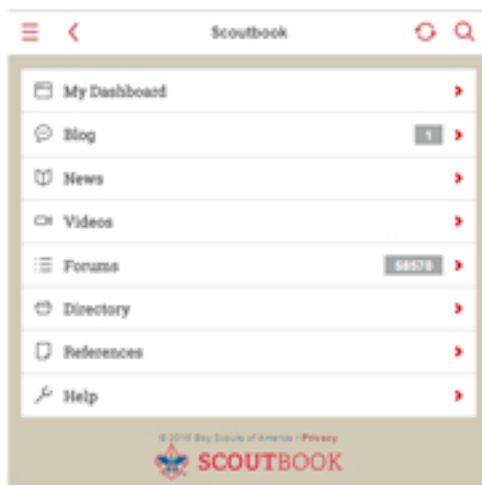 Scoutbook
My Dashboard
Blog 1
News
Videos
Forums 58570
Directory
References
Help
© 2018 Boy Scouts of America - Privacy
SCOUTBOOK